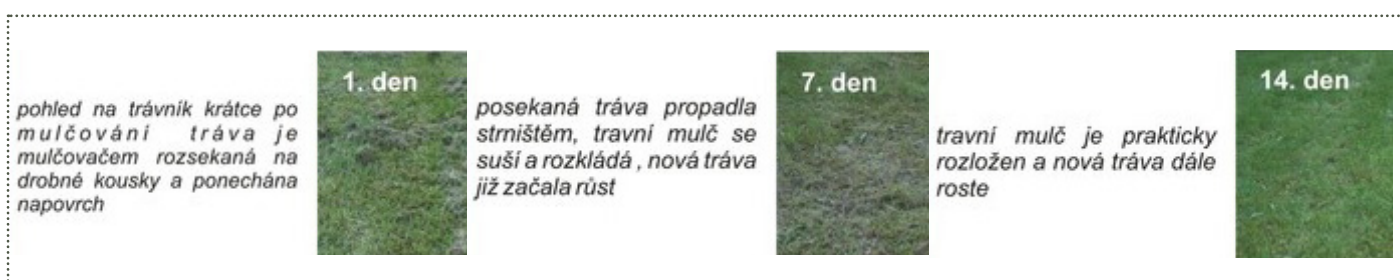 pohled na trávník krátce po
mulčování tráva je
mulčovačem rozsekaná na
drobné kousky a ponechána
napovrch
1. den
posekaná tráva propadla
strništěm, travní mulč se
suší a rozkládá , nová tráva
již začala růst
7. den
travní mulč je prakticky
rozložen a nová tráva dále
roste
14. den